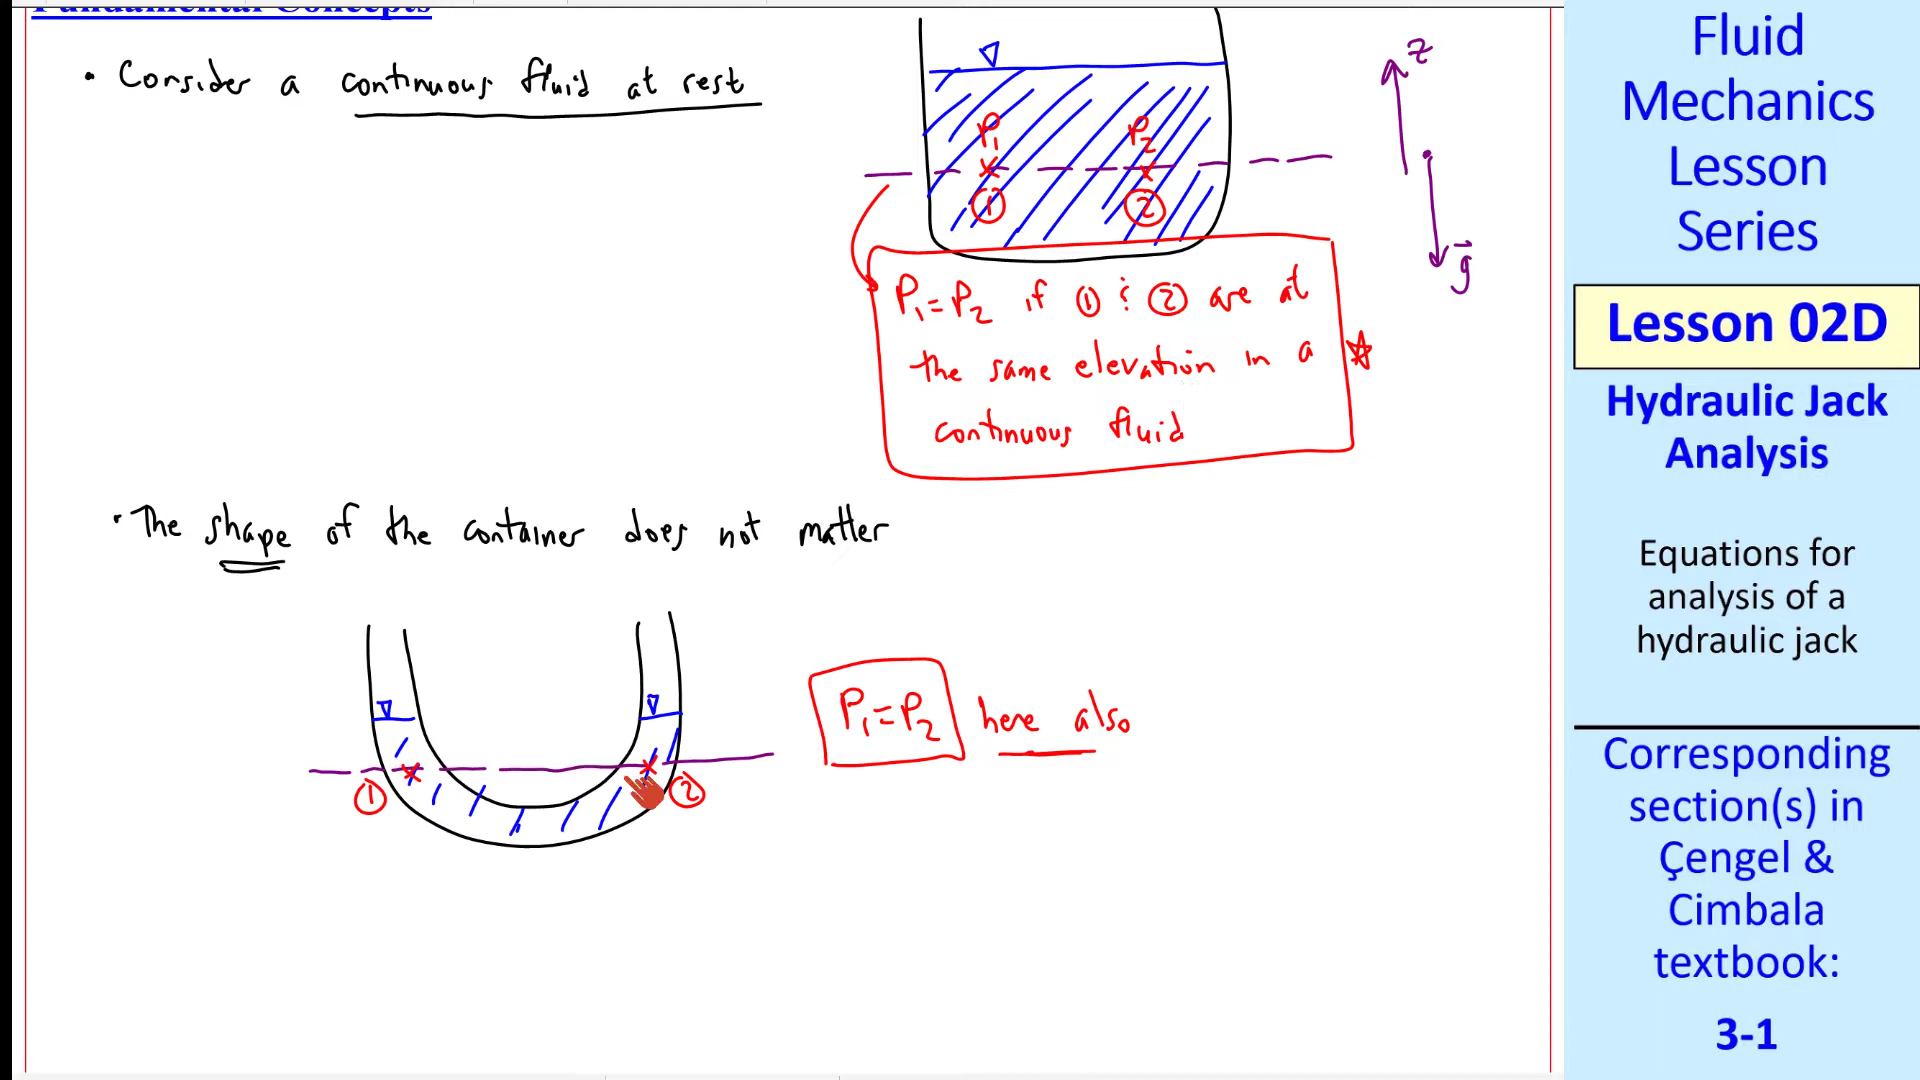 Fundamental Concepts
• Consider a continuous fluid at rest
P1 P2
① ②
z
g
P1 = P2 if ① & ② are at
the same elevation in a
continuous fluid
• The shape of the container does not matter
① ②
P1 = P2 here also
Fluid
Mechanics
Lesson
Series
Lesson 02D
Hydraulic Jack
Analysis
Equations for
analysis of a
hydraulic jack
Corresponding
section(s) in
Çengel &
Cimbala
textbook:
3-1